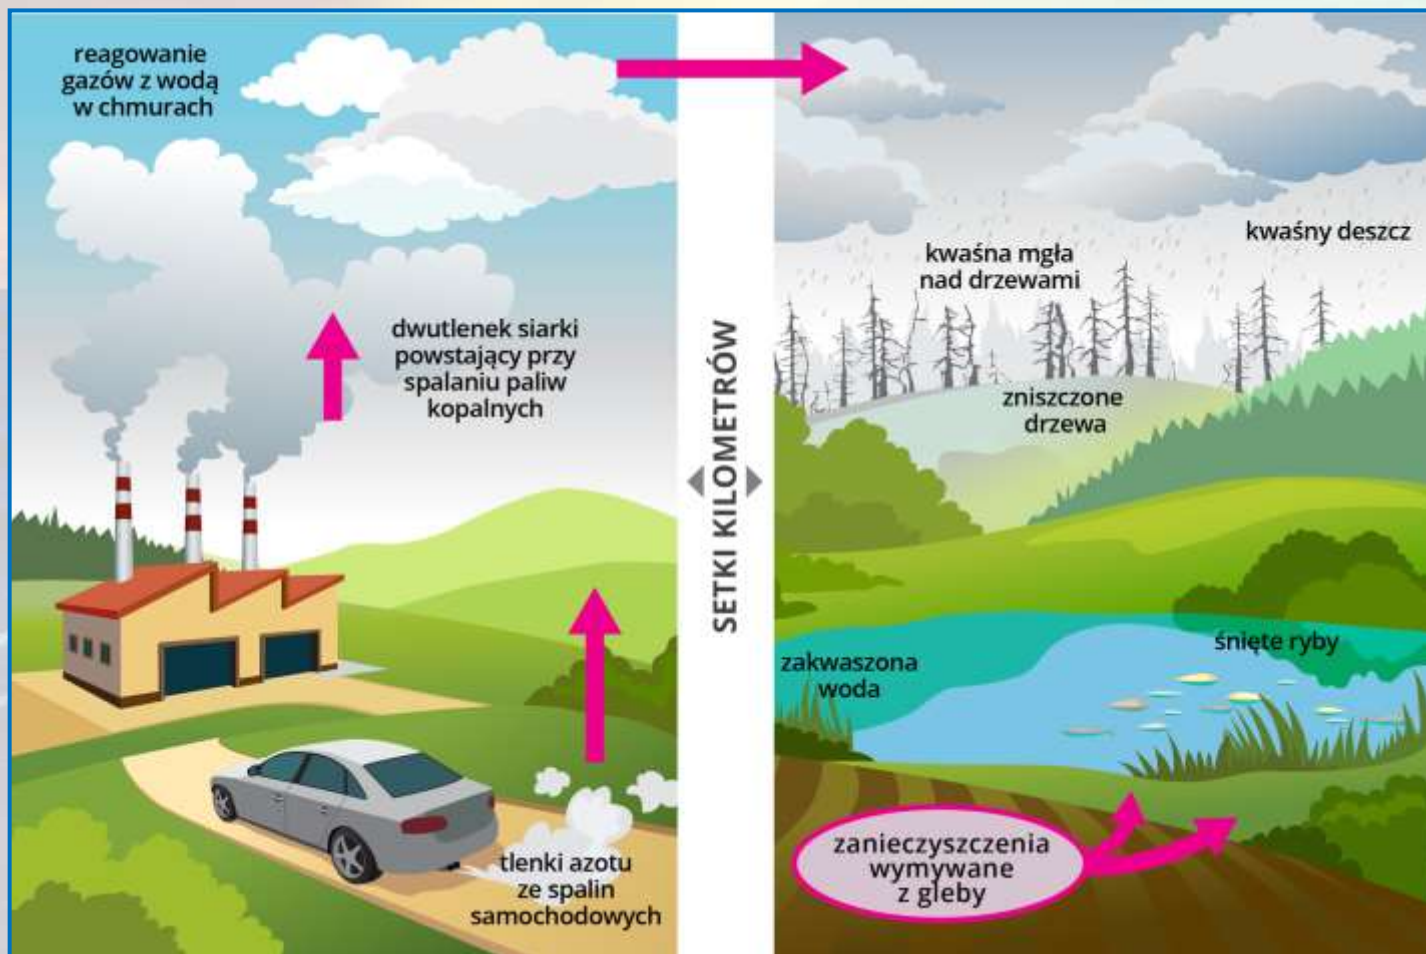 reagowanie
gazów z wodą
w chmurach
dwutlenek siarki
powstający przy
spalaniu paliw
kopalnych
tlenki azotu
ze spalin
samochodowych
SETKI KILOMETRÓW
kwaśny deszcz
kwaśna mgła
nad drzewami
zniszczone
drzewa
śnięte ryby
zakwaszona
woda
zanieczyszczenia
wymywane
z gleby